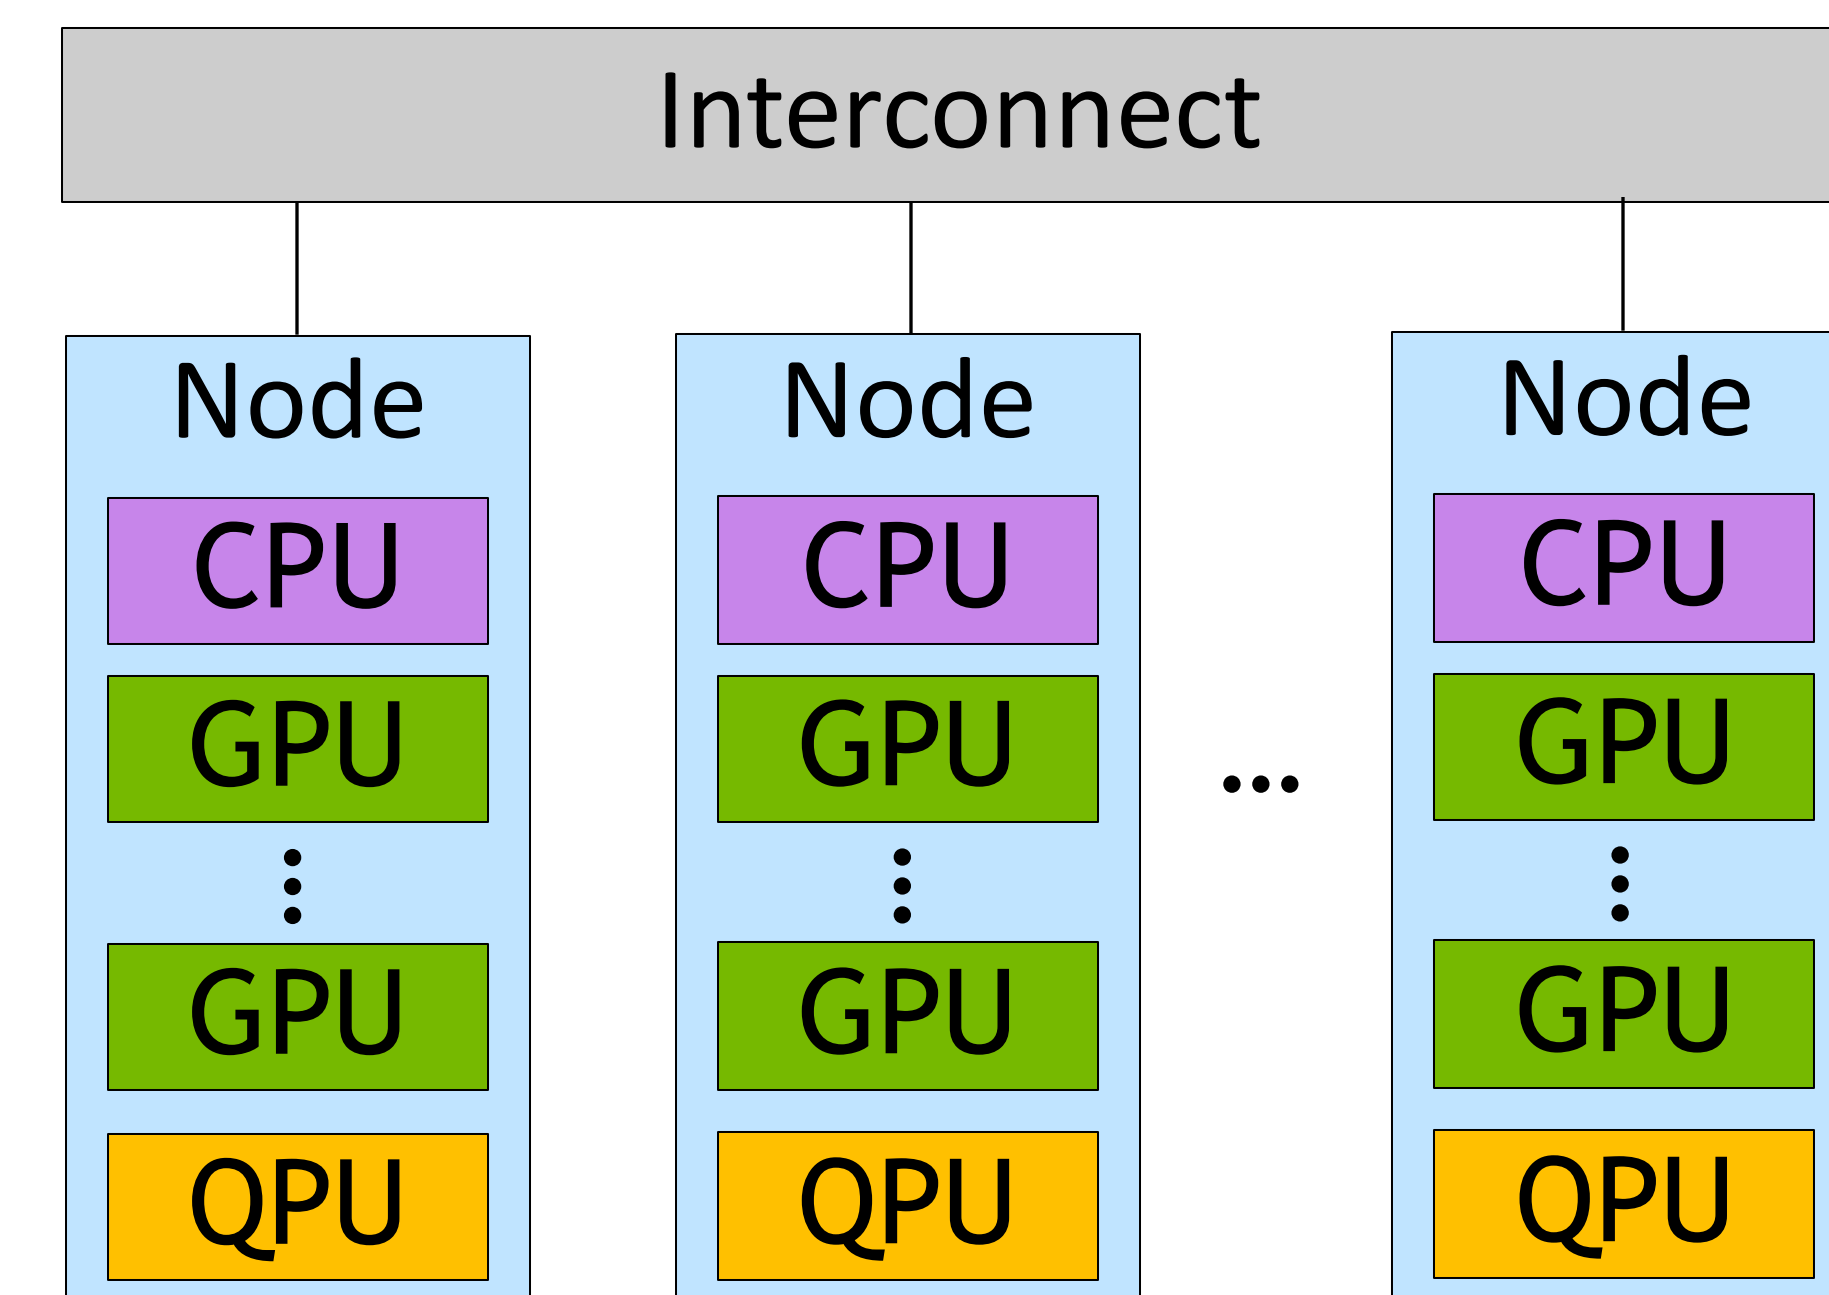 Interconnect
Node
CPU
GPU
⋮
GPU
QPU
Node
CPU
GPU
⋮
GPU
QPU
...
Node
CPU
GPU
⋮
GPU
QPU